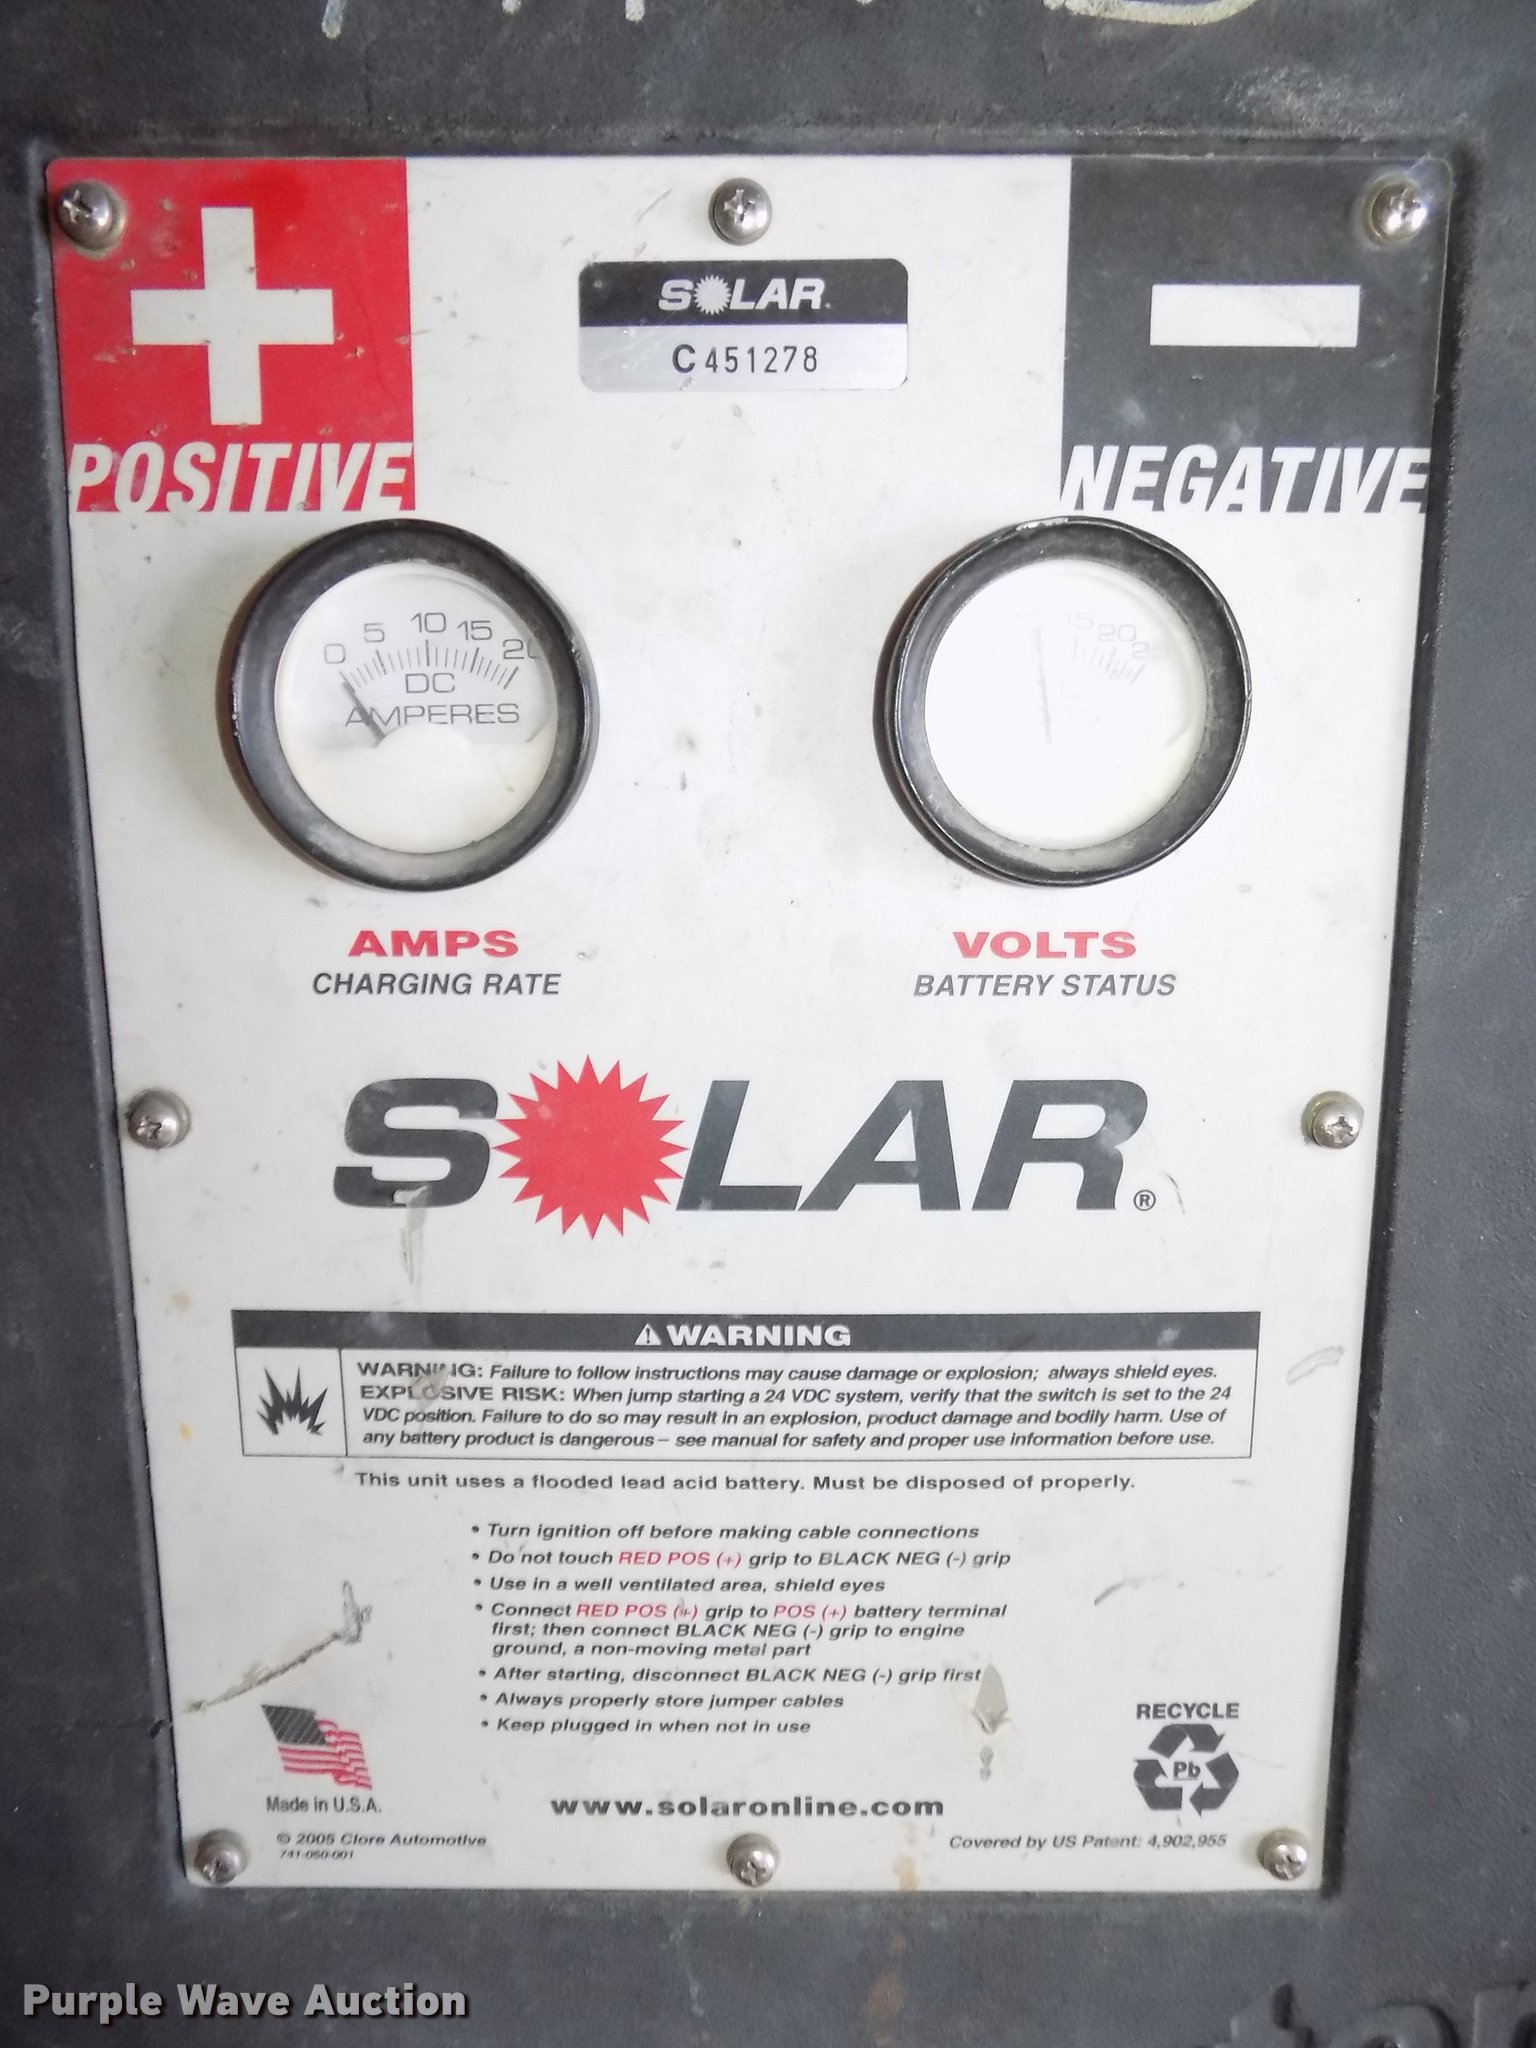 SOLAR
C451278
POSITIVE
NEGATIVE
0 5 10 15 20
DC
AMPERES
15 20 25
AMPS
CHARGING RATE
VOLTS
BATTERY STATUS
SOLAR®
WARNING
WARNING: Failure to follow instructions may cause damage or explosion; always shield eyes.
EXPLOSIVE RISK: When jump starting a 24 VDC system, verify that the switch is set to the 24
VDC position. Failure to do so may result in an explosion, product damage and bodily harm. Use of
any battery product is dangerous – see manual for safety and proper use information before use.
This unit uses a flooded lead acid battery. Must be disposed of properly.
• Turn ignition off before making cable connections
• Do not touch RED POS (+) grip to BLACK NEG (-) grip
• Use in a well ventilated area, shield eyes
• Connect RED POS (+) grip to POS (+) battery terminal
first; then connect BLACK NEG (-) grip to engine
ground, a non-moving metal part
• After starting, disconnect BLACK NEG (-) grip first
• Always properly store jumper cables
• Keep plugged in when not in use
RECYCLE
Pb
Made in U.S.A.
www.solaronline.com
© 2005 Clore Automotive
741-050-001
Covered by US Patent: 4,902,955
Purple Wave Auction